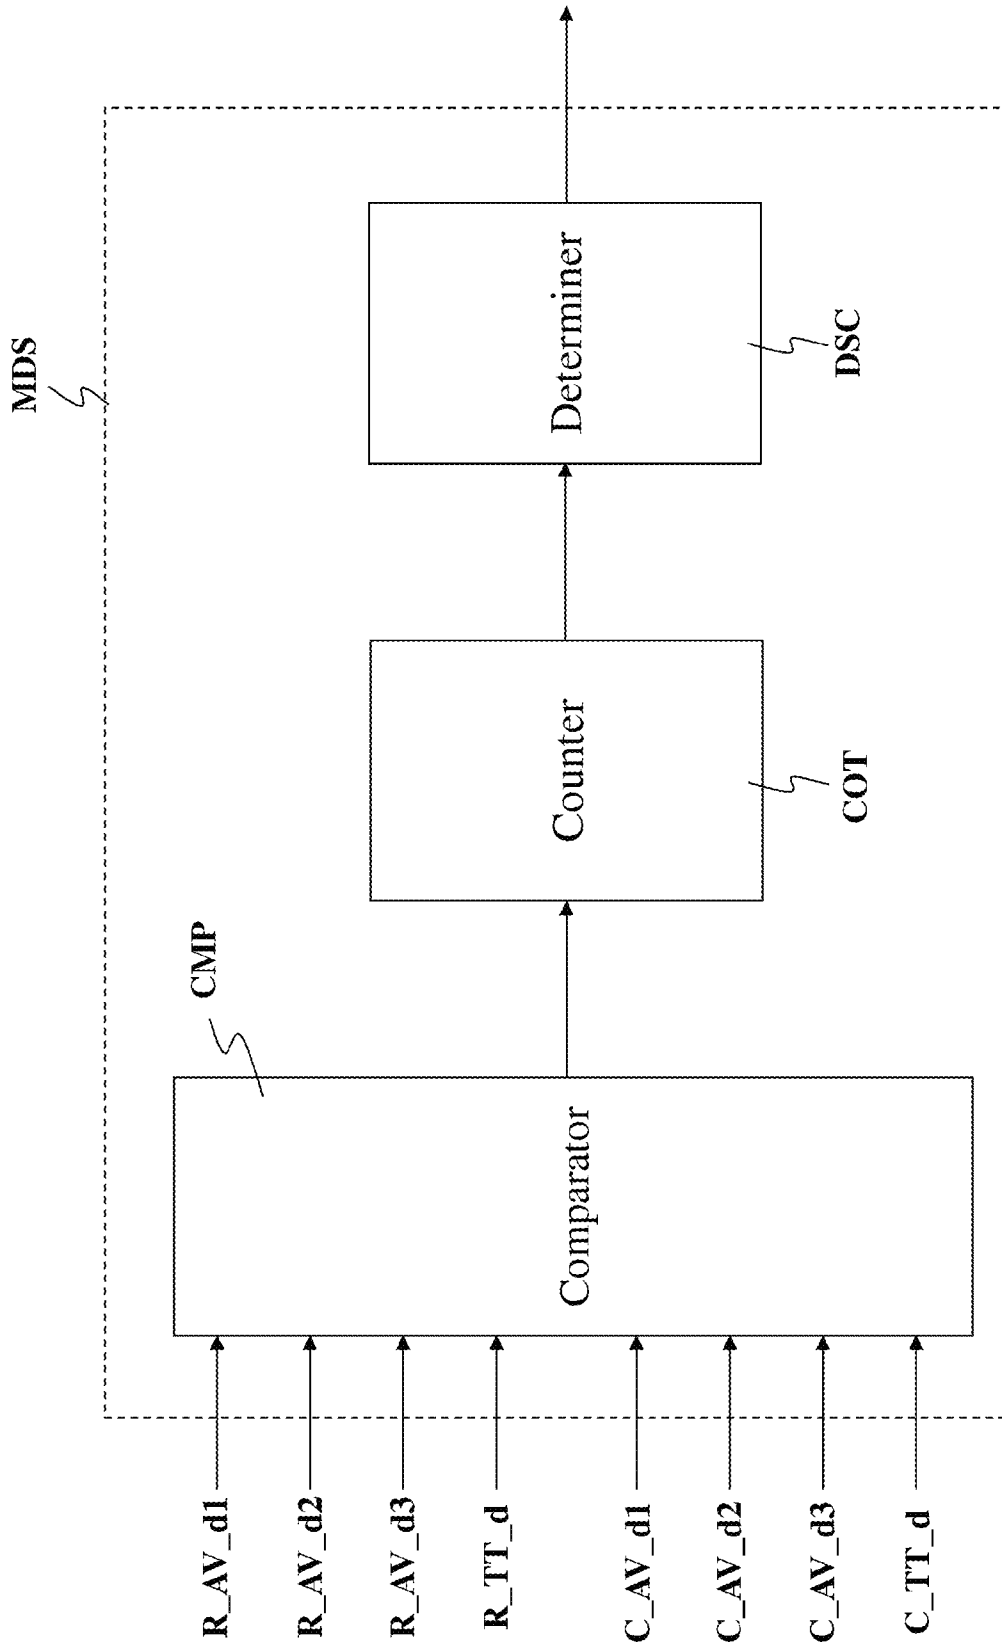 MDS
CMP
R_AV_d1
R_AV_d2
R_AV_d3
R_TT_d
C_AV_d1
C_AV_d2
C_AV_d3
C_TT_d
Comparator
Counter
Determiner
COT
DSC